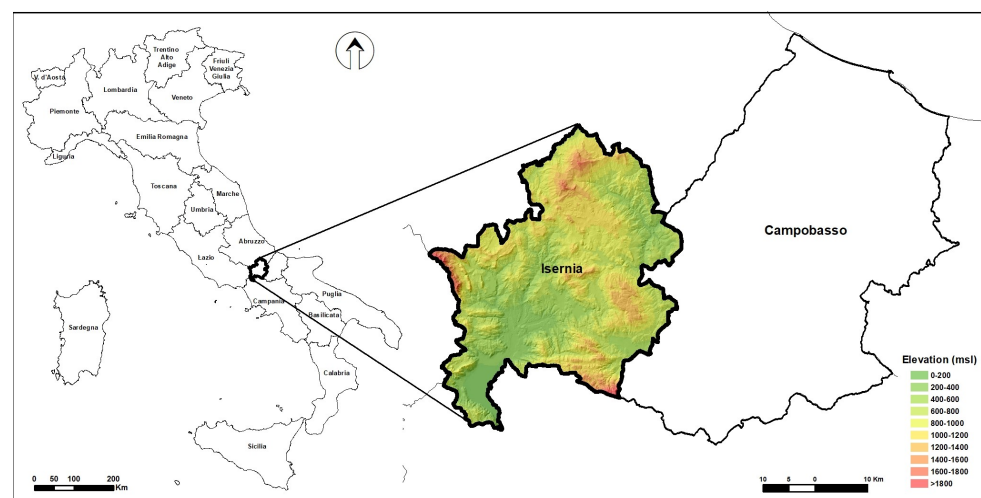 V. d'Aosta
Piemonte
Liguria
Lombardia
Trentino
Alto
Adige
Friuli
Venezia
Giulia
Veneto
Emilia Romagna
Toscana
Marche
Umbria
Abruzzo
Lazio
Campania
Puglia
Basilicata
Calabria
Sardegna
Sicilia
0 50 100 200
Km
Isernia
Campobasso
Elevation (msl)
0-200
200-400
400-600
600-800
800-1000
1000-1200
1200-1400
1400-1600
1600-1800
>1800
10 5 0 10 Km